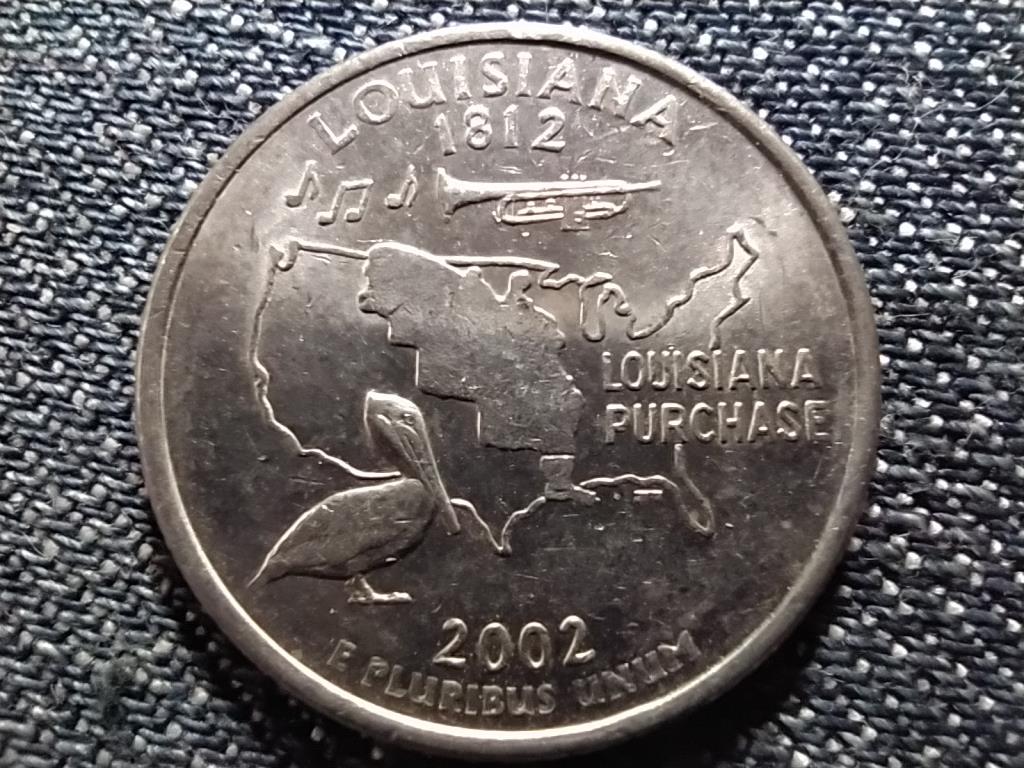 LOUISIANA
1812
LOUISIANA
PURCHASE
2002
E PLURIBUS UNUM